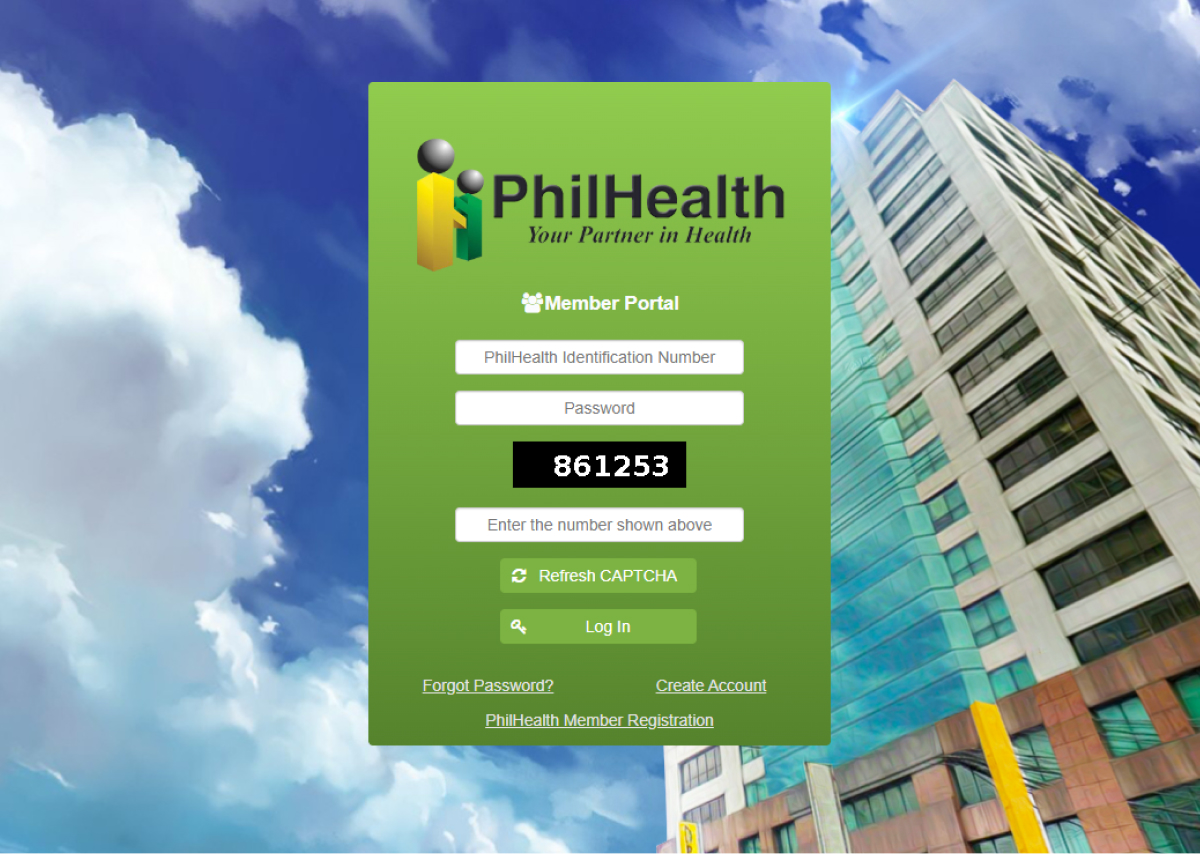 PhilHealth
Your Partner in Health
Member Portal
PhilHealth Identification Number
Password
861253
Enter the number shown above
Refresh CAPTCHA
Log In
Forgot Password? Create Account
PhilHealth Member Registration